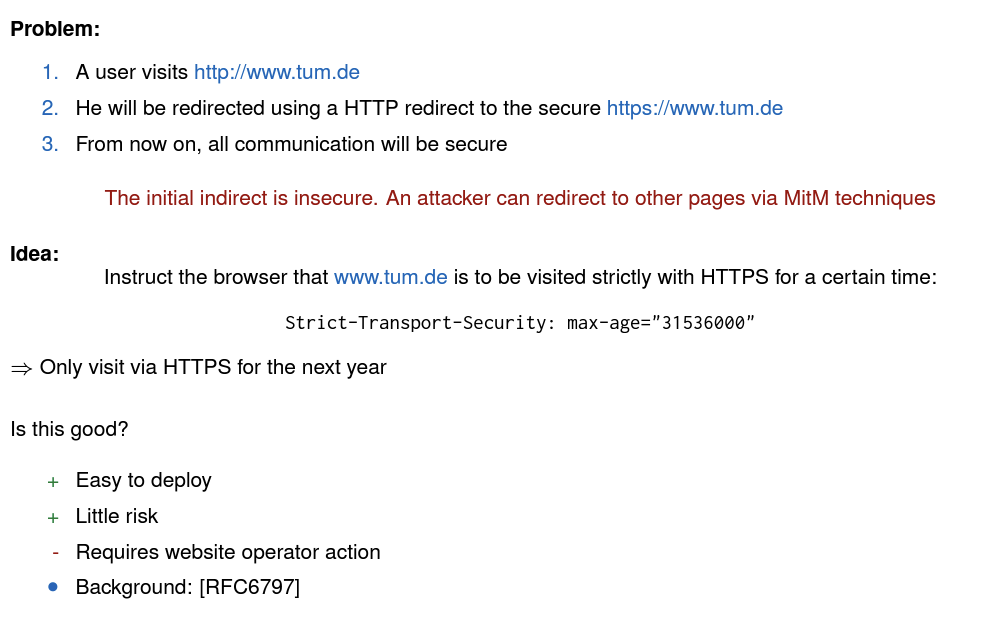 Problem:
1. A user visits http://www.tum.de
2. He will be redirected using a HTTP redirect to the secure https://www.tum.de
3. From now on, all communication will be secure
The initial indirect is insecure. An attacker can redirect to other pages via MitM techniques
Idea:
Instruct the browser that www.tum.de is to be visited strictly with HTTPS for a certain time:
Strict-Transport-Security: max-age="31536000"
⇒ Only visit via HTTPS for the next year
Is this good?
+ Easy to deploy
+ Little risk
- Requires website operator action
• Background: [RFC6797]